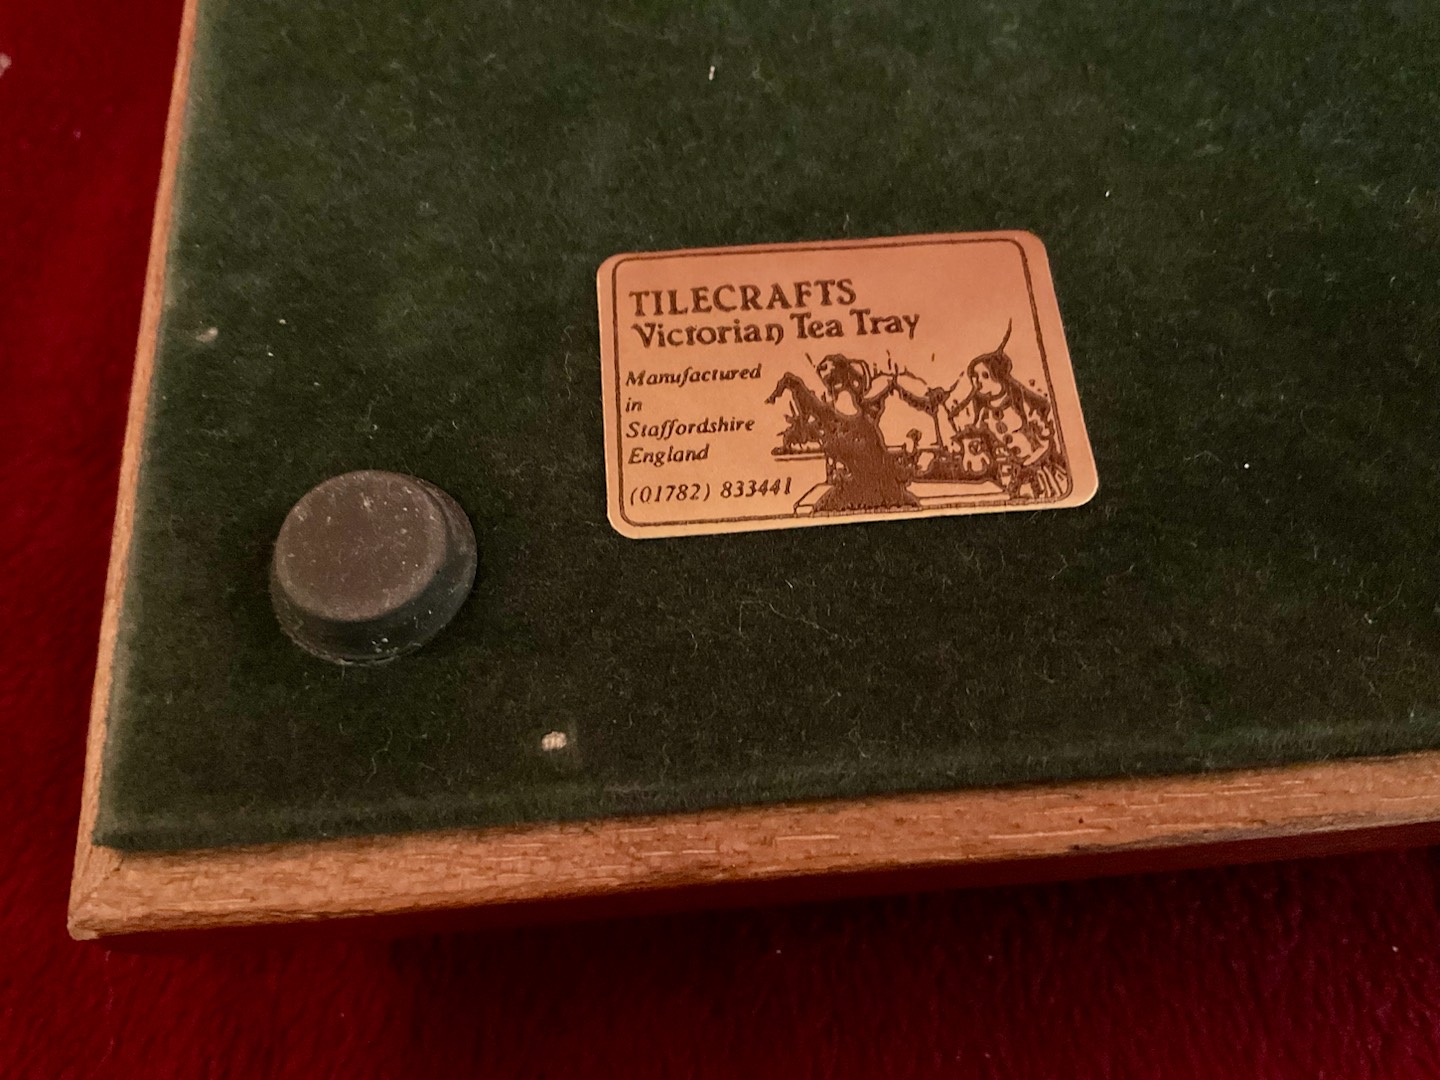 TILECRAFTS
Victorian Tea Tray
Manufactured
in
Staffordshire
England
(01782) 833441